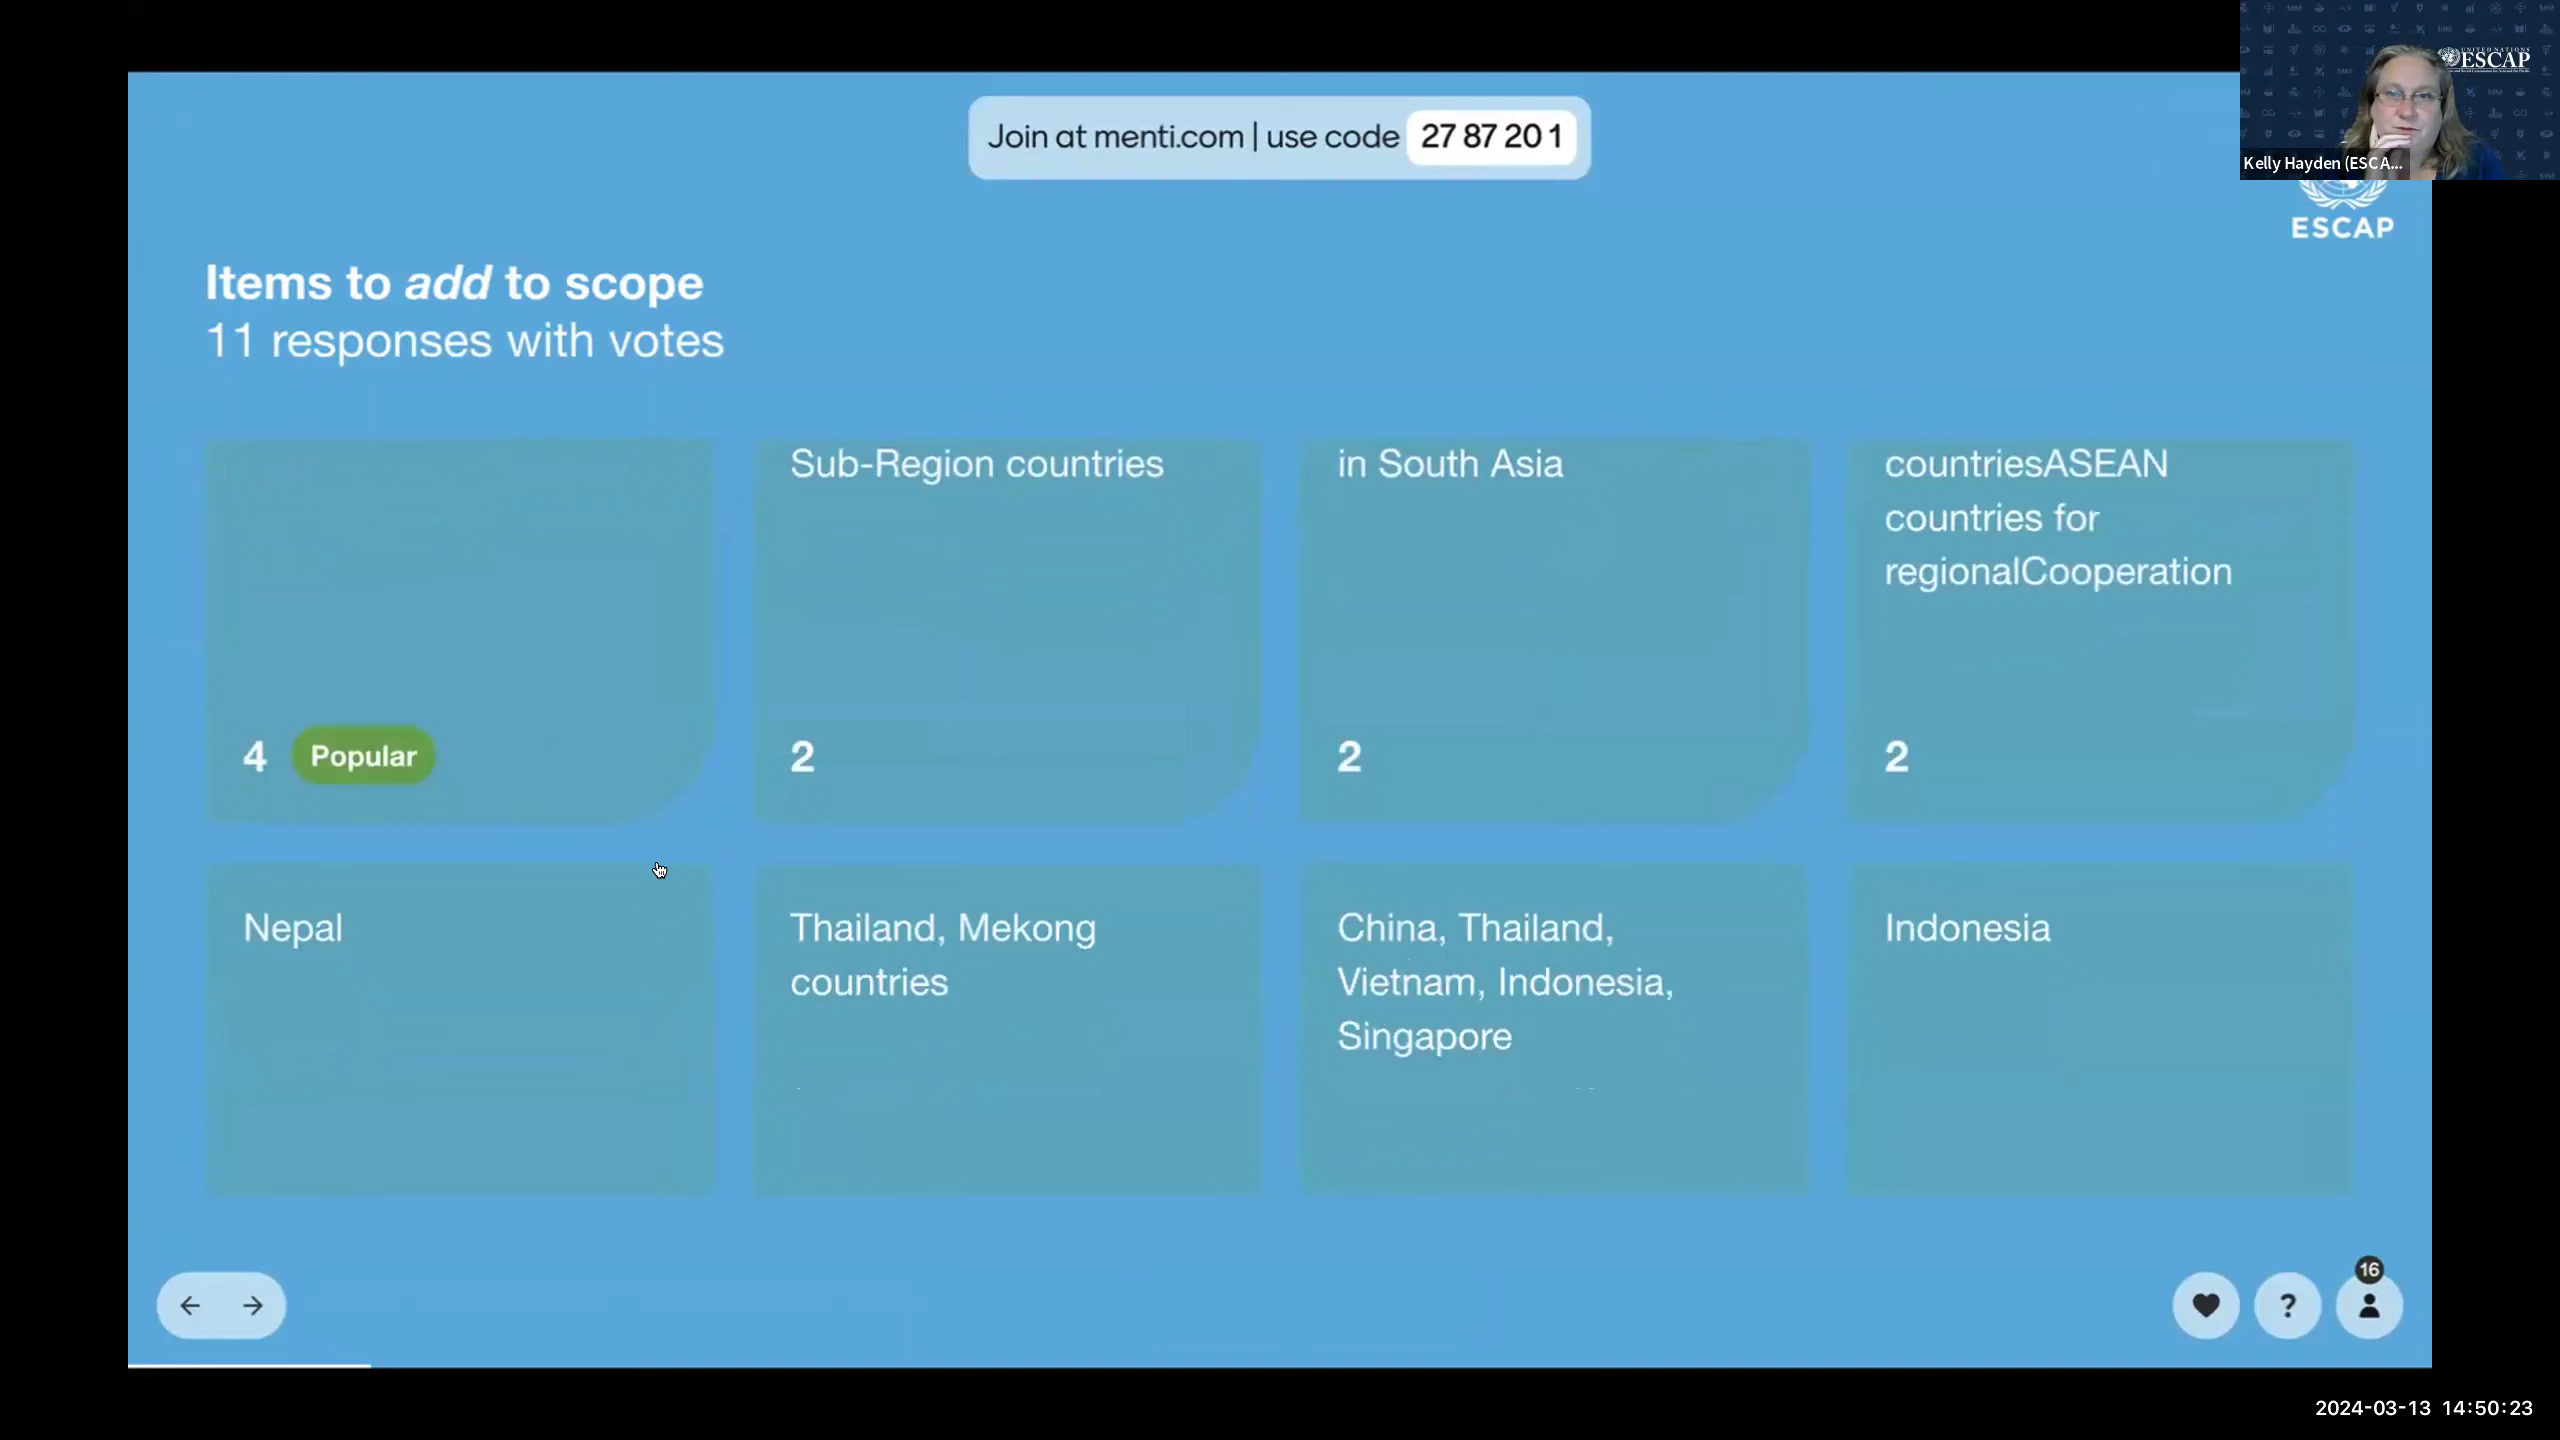 Join at menti.com | use code 27 87 20 1
UNITED NATIONS
ESCAP
Kelly Hayden (ESCA...
ESCAP
Items to add to scope
11 responses with votes
4 Popular
Sub-Region countries
2
in South Asia
2
countriesASEAN
countries for
regionalCooperation
2
Nepal
Thailand, Mekong
countries
China, Thailand,
Vietnam, Indonesia,
Singapore
Indonesia
16
?
2024-03-13 14:50:23